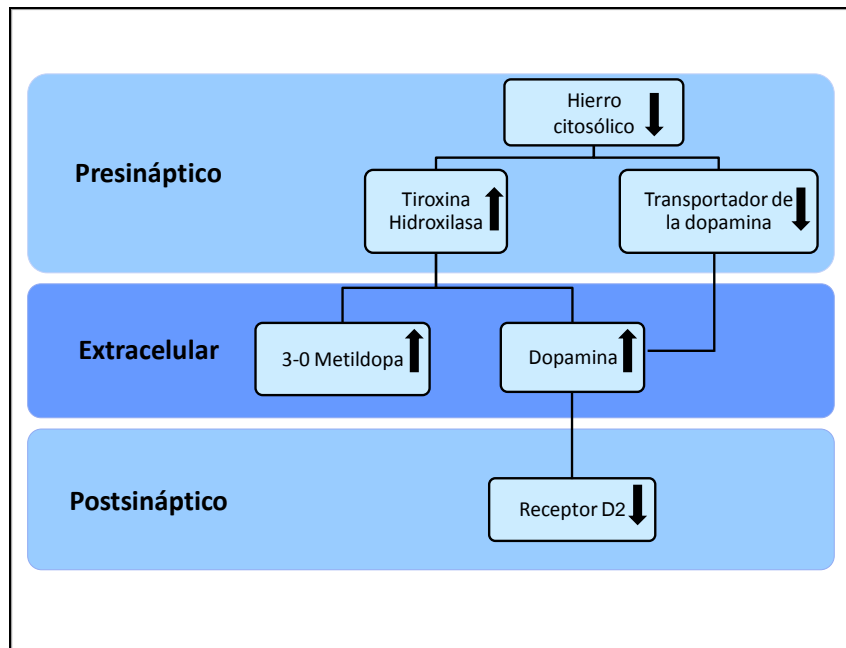 Hierro
citosólico
Presináptico
Tiroxina
Hidroxilasa
Transportador de
la dopamina
Extracelular
3-0 Metildopa
Dopamina
Postsináptico
Receptor D2